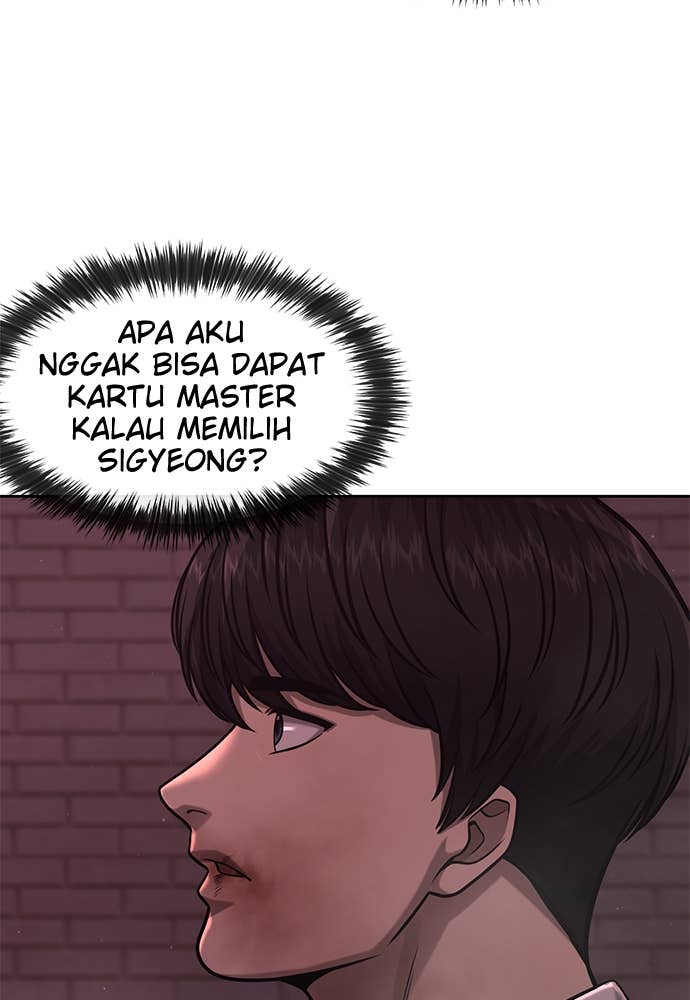 APA AKU
NGGAK BISA DAPAT
KARTU MASTER
KALAU MEMILIH
SIGYEONG?